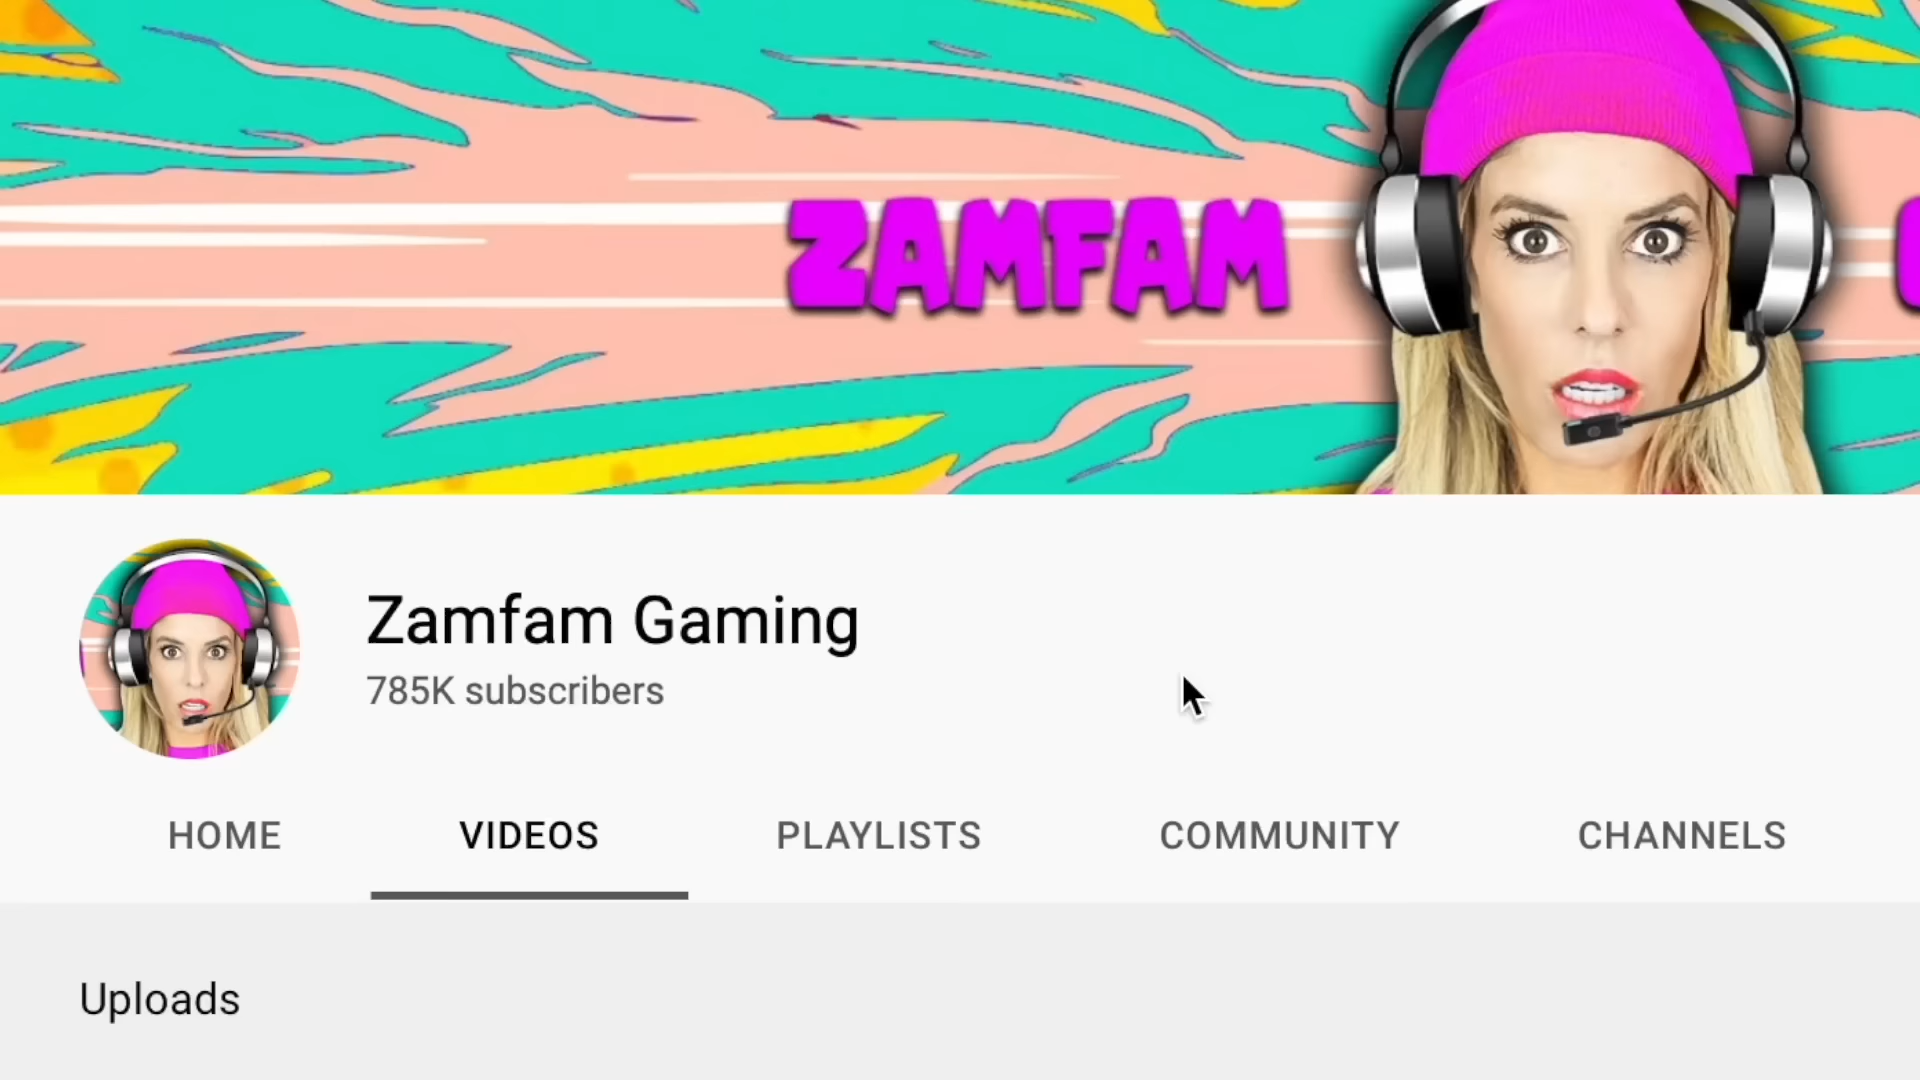 ZAMFAM
Zamfam Gaming
785K subscribers
HOME VIDEOS PLAYLISTS COMMUNITY CHANNELS
Uploads